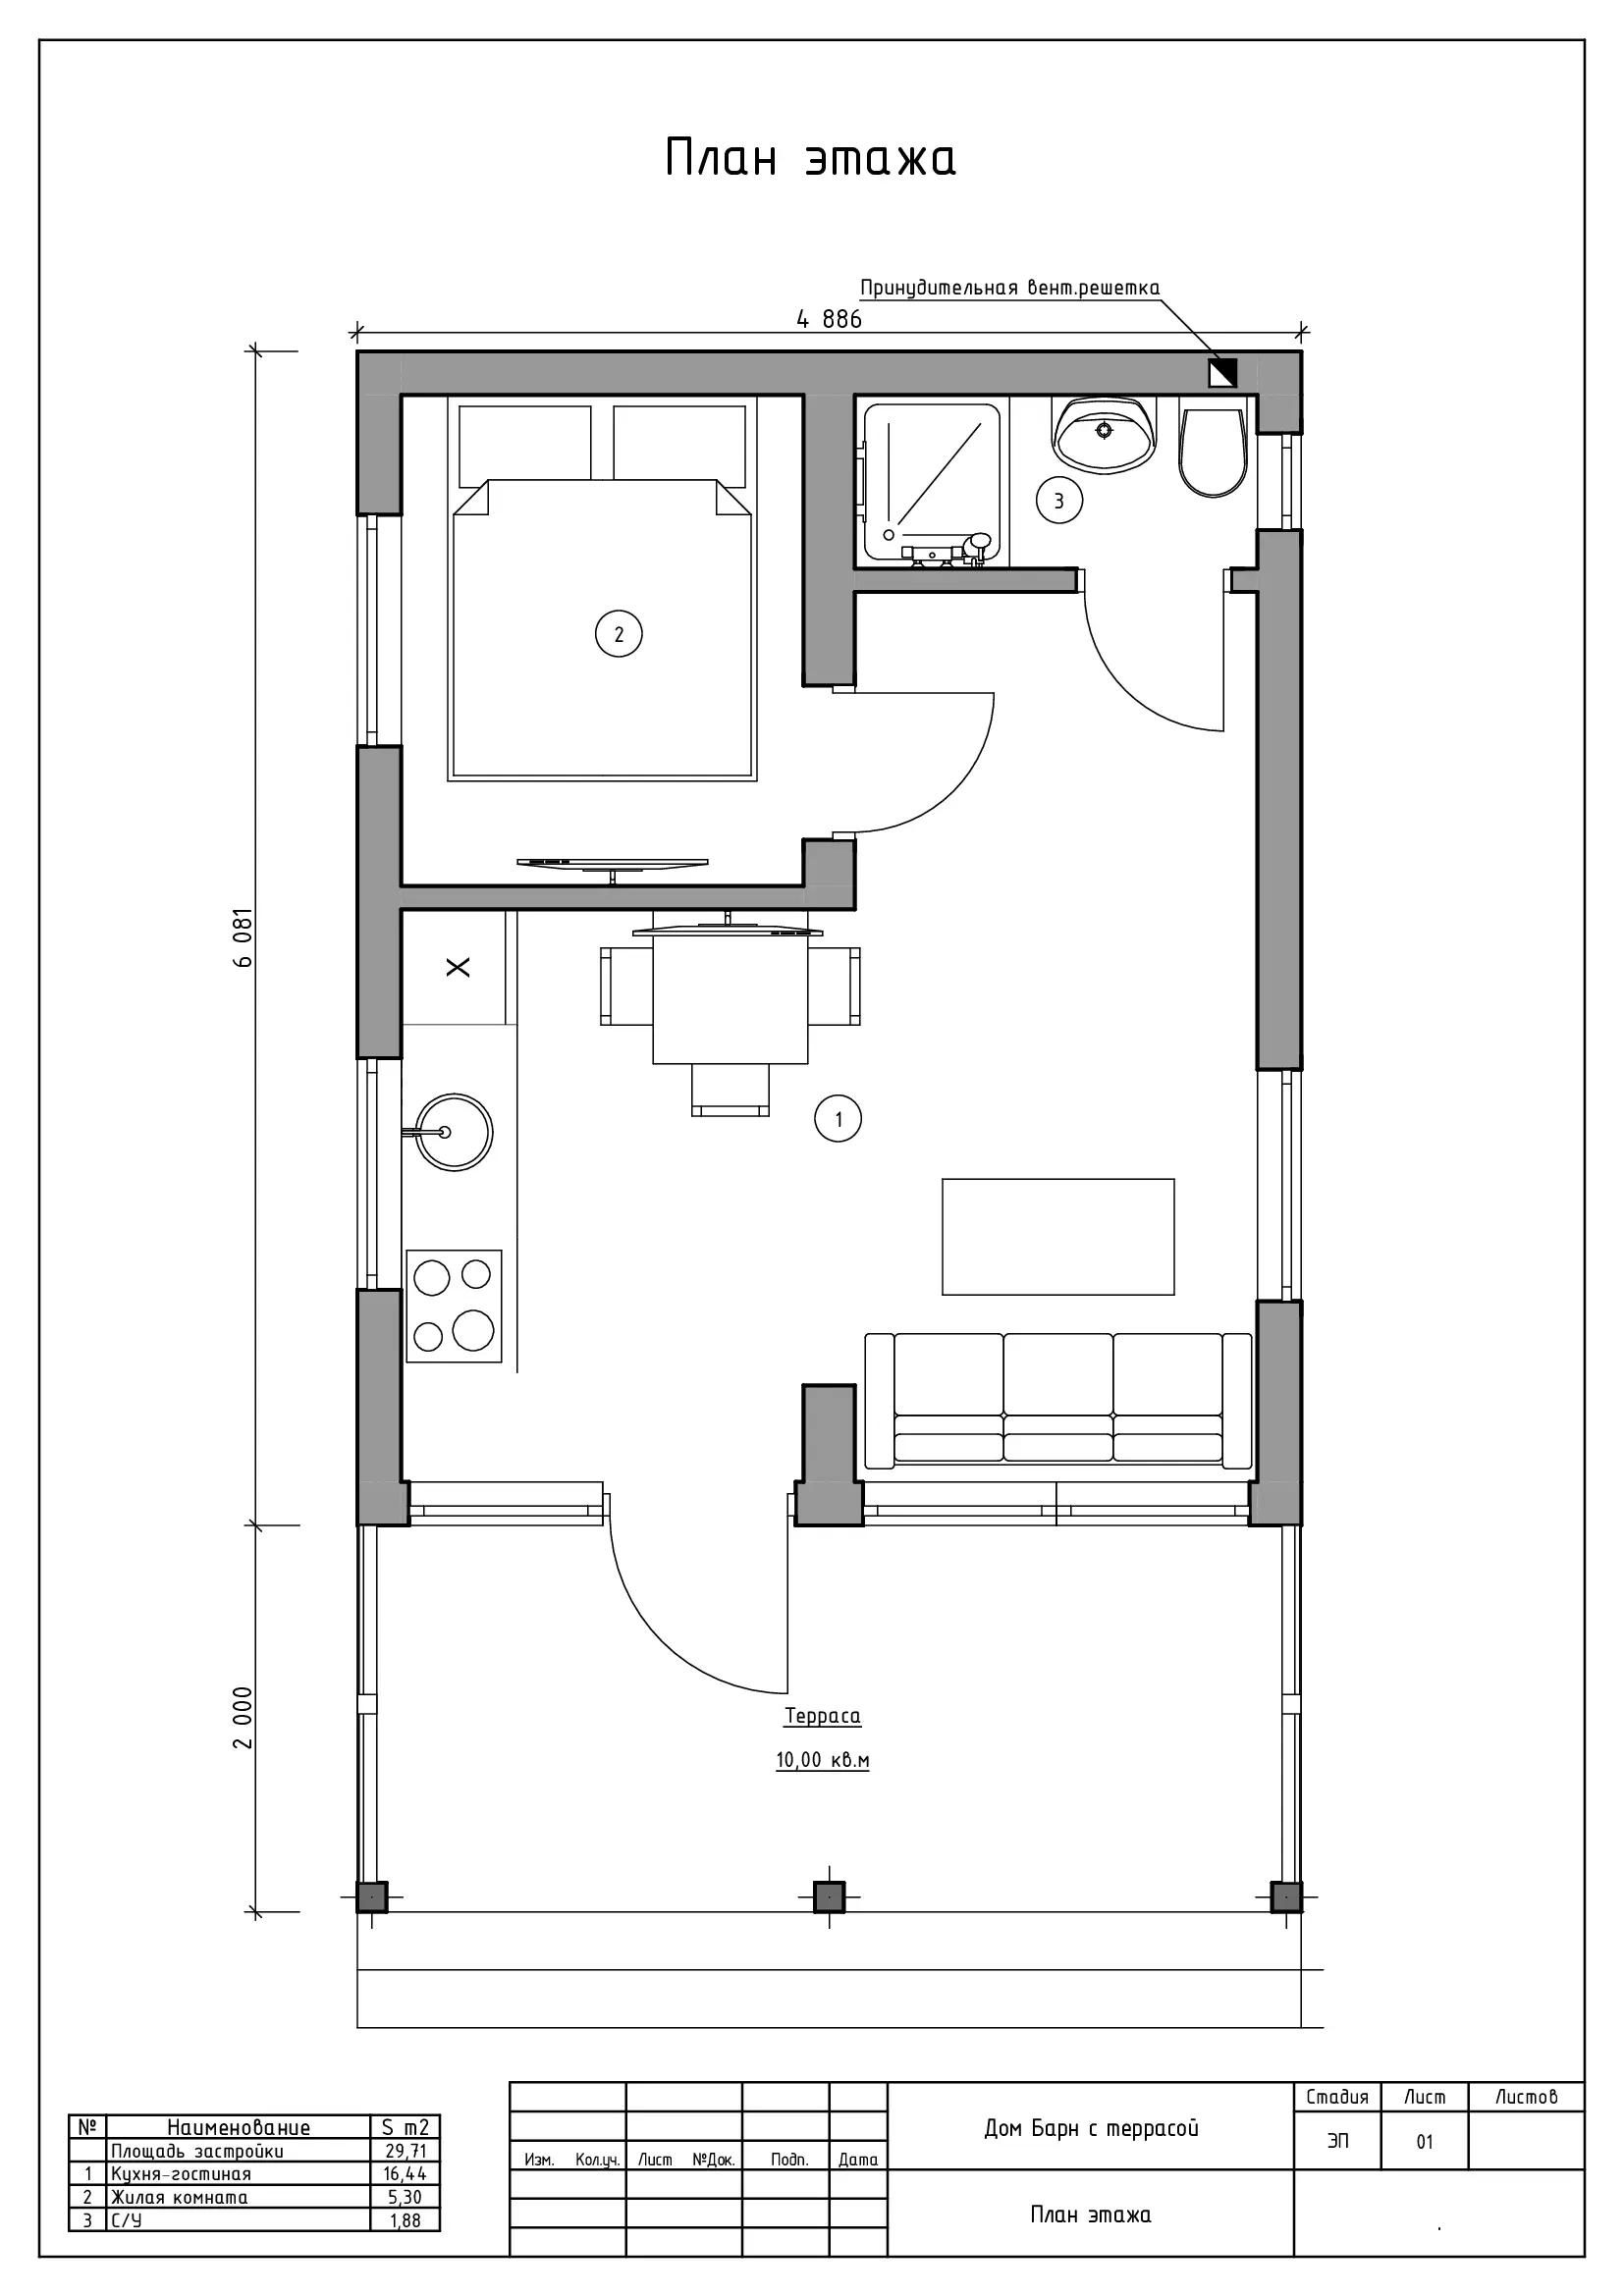 План этажа
Принудительная вент.решетка
4 886
3
2
6 081
X
1
2 000
Терраса
10,00 кв.м
№ Наименование S m2
Площадь застройки 29,71
1 Кухня-гостиная 16,44
2 Жилая комната 5,30
3 С/У 1,88
Изм. Кол.уч. Лист №Док. Подп. Дата
Дом Барн с террасой
План этажа
Стадия Лист Листов
ЭП 01